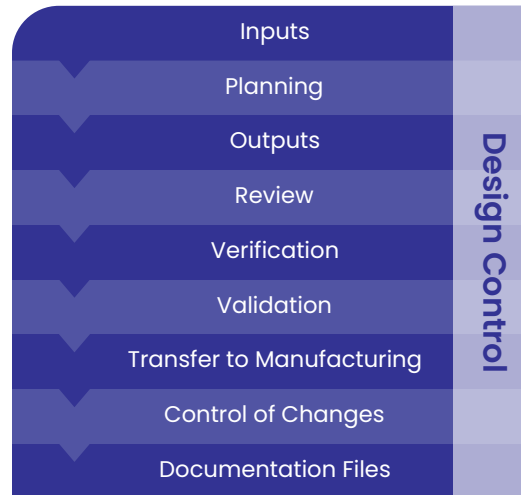 Inputs
Planning
Outputs
Review
Verification
Validation
Transfer to Manufacturing
Control of Changes
Documentation Files
Design Control